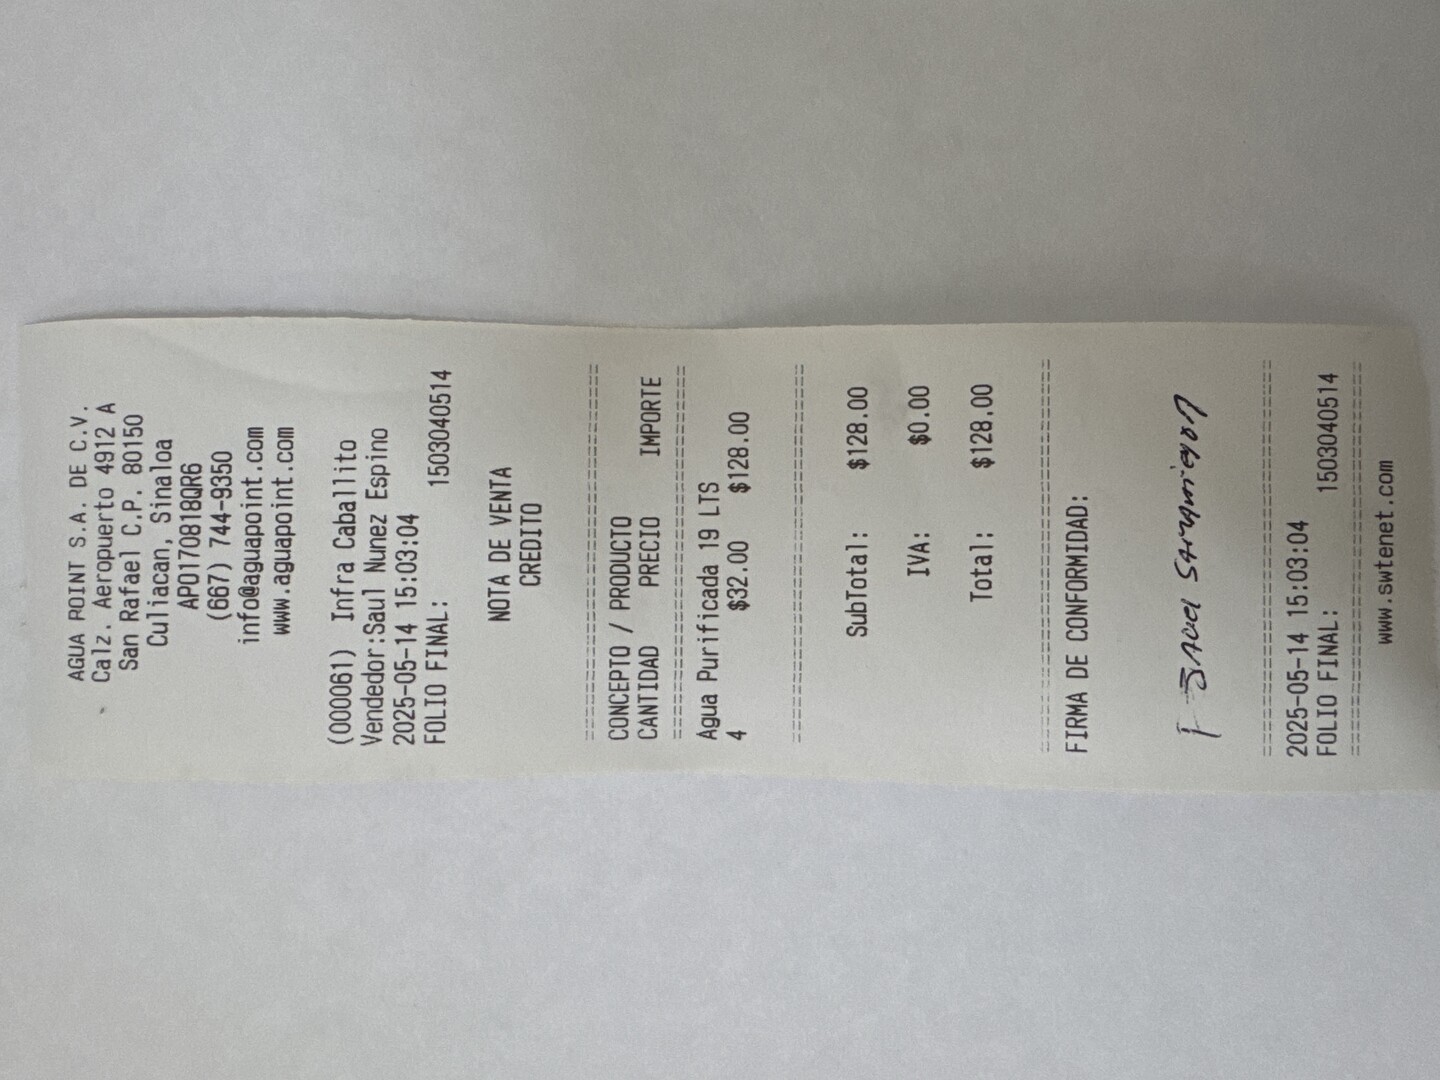 AGUA POINT S.A. DE C.V.
Calz. Aeropuerto 4912 A
San Rafael C.P. 80150
Culiacan, Sinaloa
APO170818QR6
(667) 744-9350
info@aguapoint.com
www.aguapoint.com
(000061) Infra Caballito
Vendedor:Saul Nunez Espino
2025-05-14 15:03:04
FOLIO FINAL: 1503040514
NOTA DE VENTA
CREDITO
================================
CONCEPTO / PRODUCTO
CANTIDAD PRECIO IMPORTE
================================
Agua Purificada 19 LTS
4 $32.00 $128.00
================================
SubTotal: $128.00
IVA: $0.00
Total: $128.00
================================
FIRMA DE CONFORMIDAD:
================================
2025-05-14 15:03:04
FOLIO FINAL: 1503040514
================================
www.swtenet.com